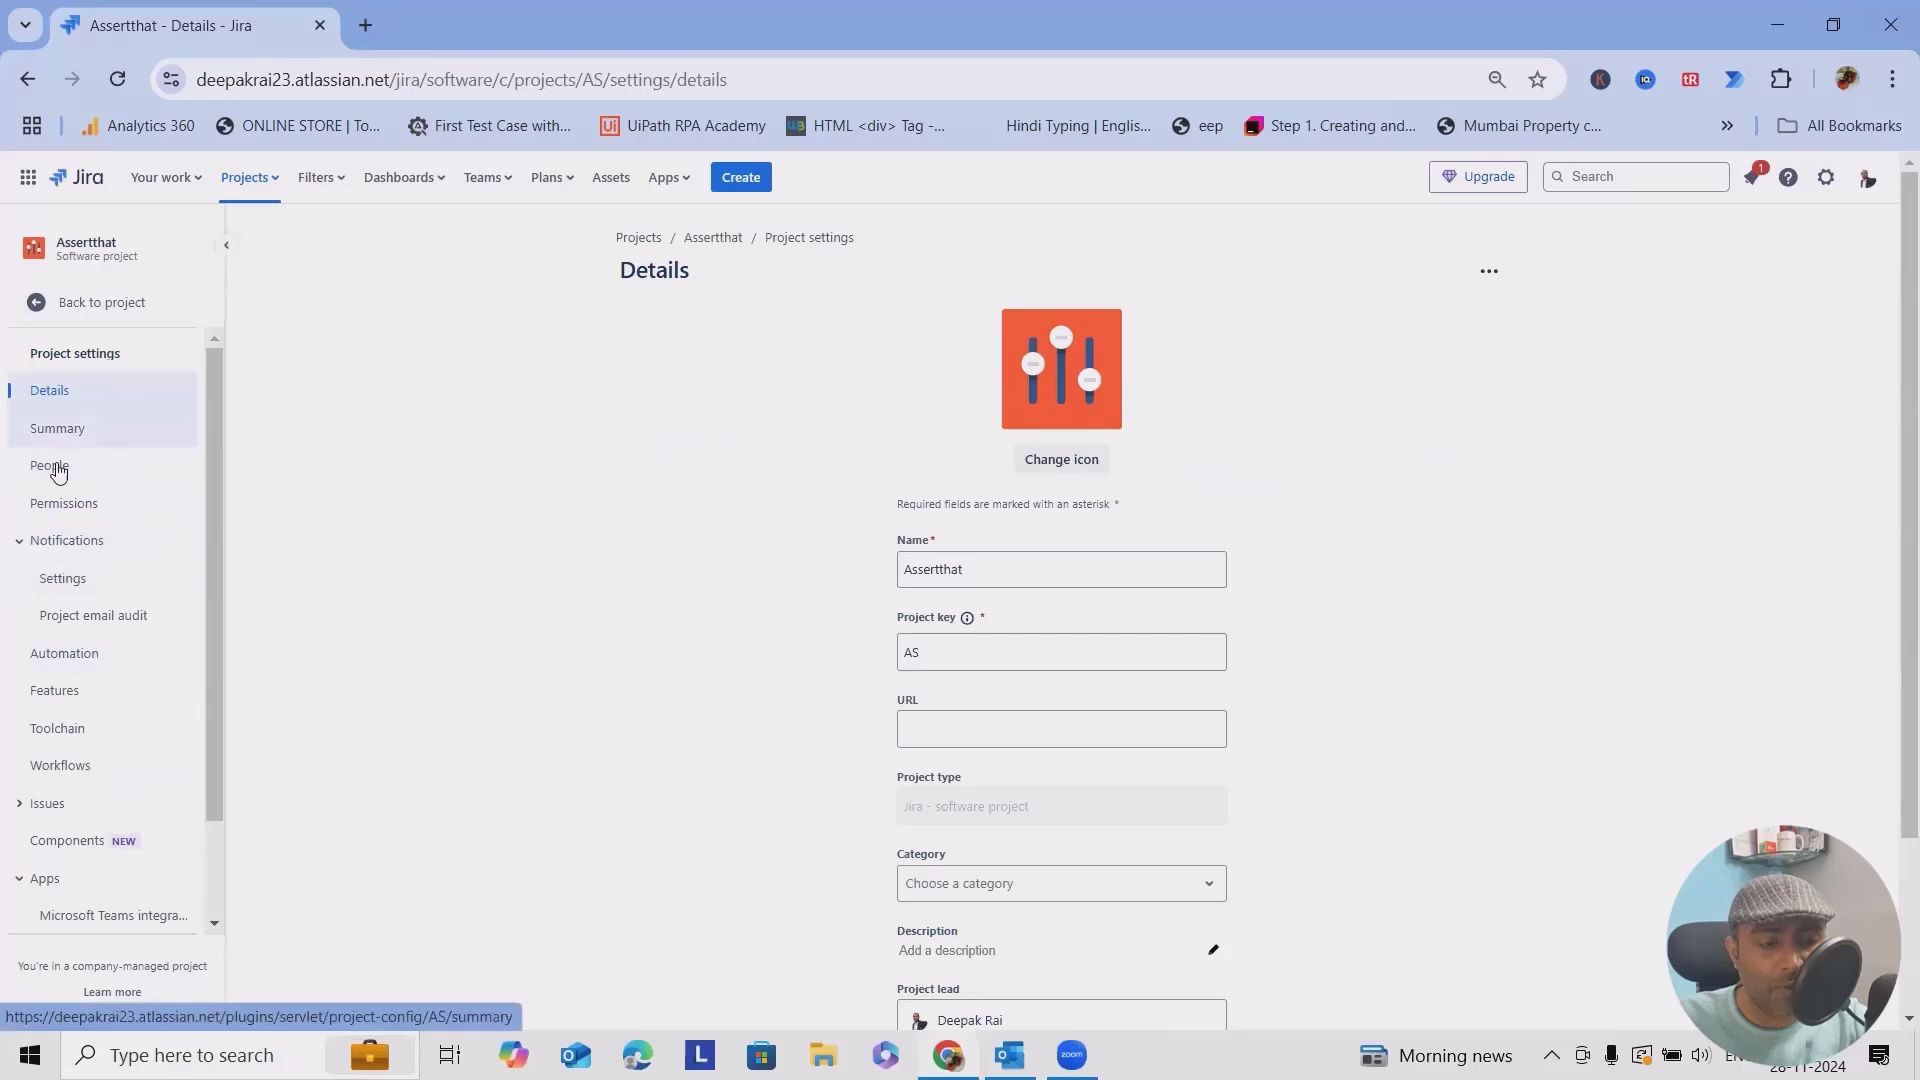 Assertthat - Details - Jira
deepakrai23.atlassian.net/jira/software/c/projects/AS/settings/details
Analytics 360
ONLINE STORE | To...
First Test Case with...
UiPath RPA Academy
HTML <div> Tag -...
Hindi Typing | Englis...
eep
Step 1. Creating and...
Mumbai Property c...
All Bookmarks
Jira
Your work
Projects
Filters
Dashboards
Teams
Plans
Assets
Apps
Create
Upgrade
Search
1
Assertthat
Software project
Back to project
Project settings
Details
Summary
People
Permissions
Notifications
Settings
Project email audit
Automation
Features
Toolchain
Workflows
Issues
Components NEW
Apps
Microsoft Teams integra...
You're in a company-managed project
Learn more
https://deepakrai23.atlassian.net/plugins/servlet/project-config/AS/summary
Projects / Assertthat / Project settings
Details
Change icon
Required fields are marked with an asterisk *
Name*
Assertthat
Project key *
AS
URL
Project type
Jira - software project
Category
Choose a category
Description
Add a description
Project lead
Deepak Rai
Type here to search
L
zoom
Morning news
28-11-2024